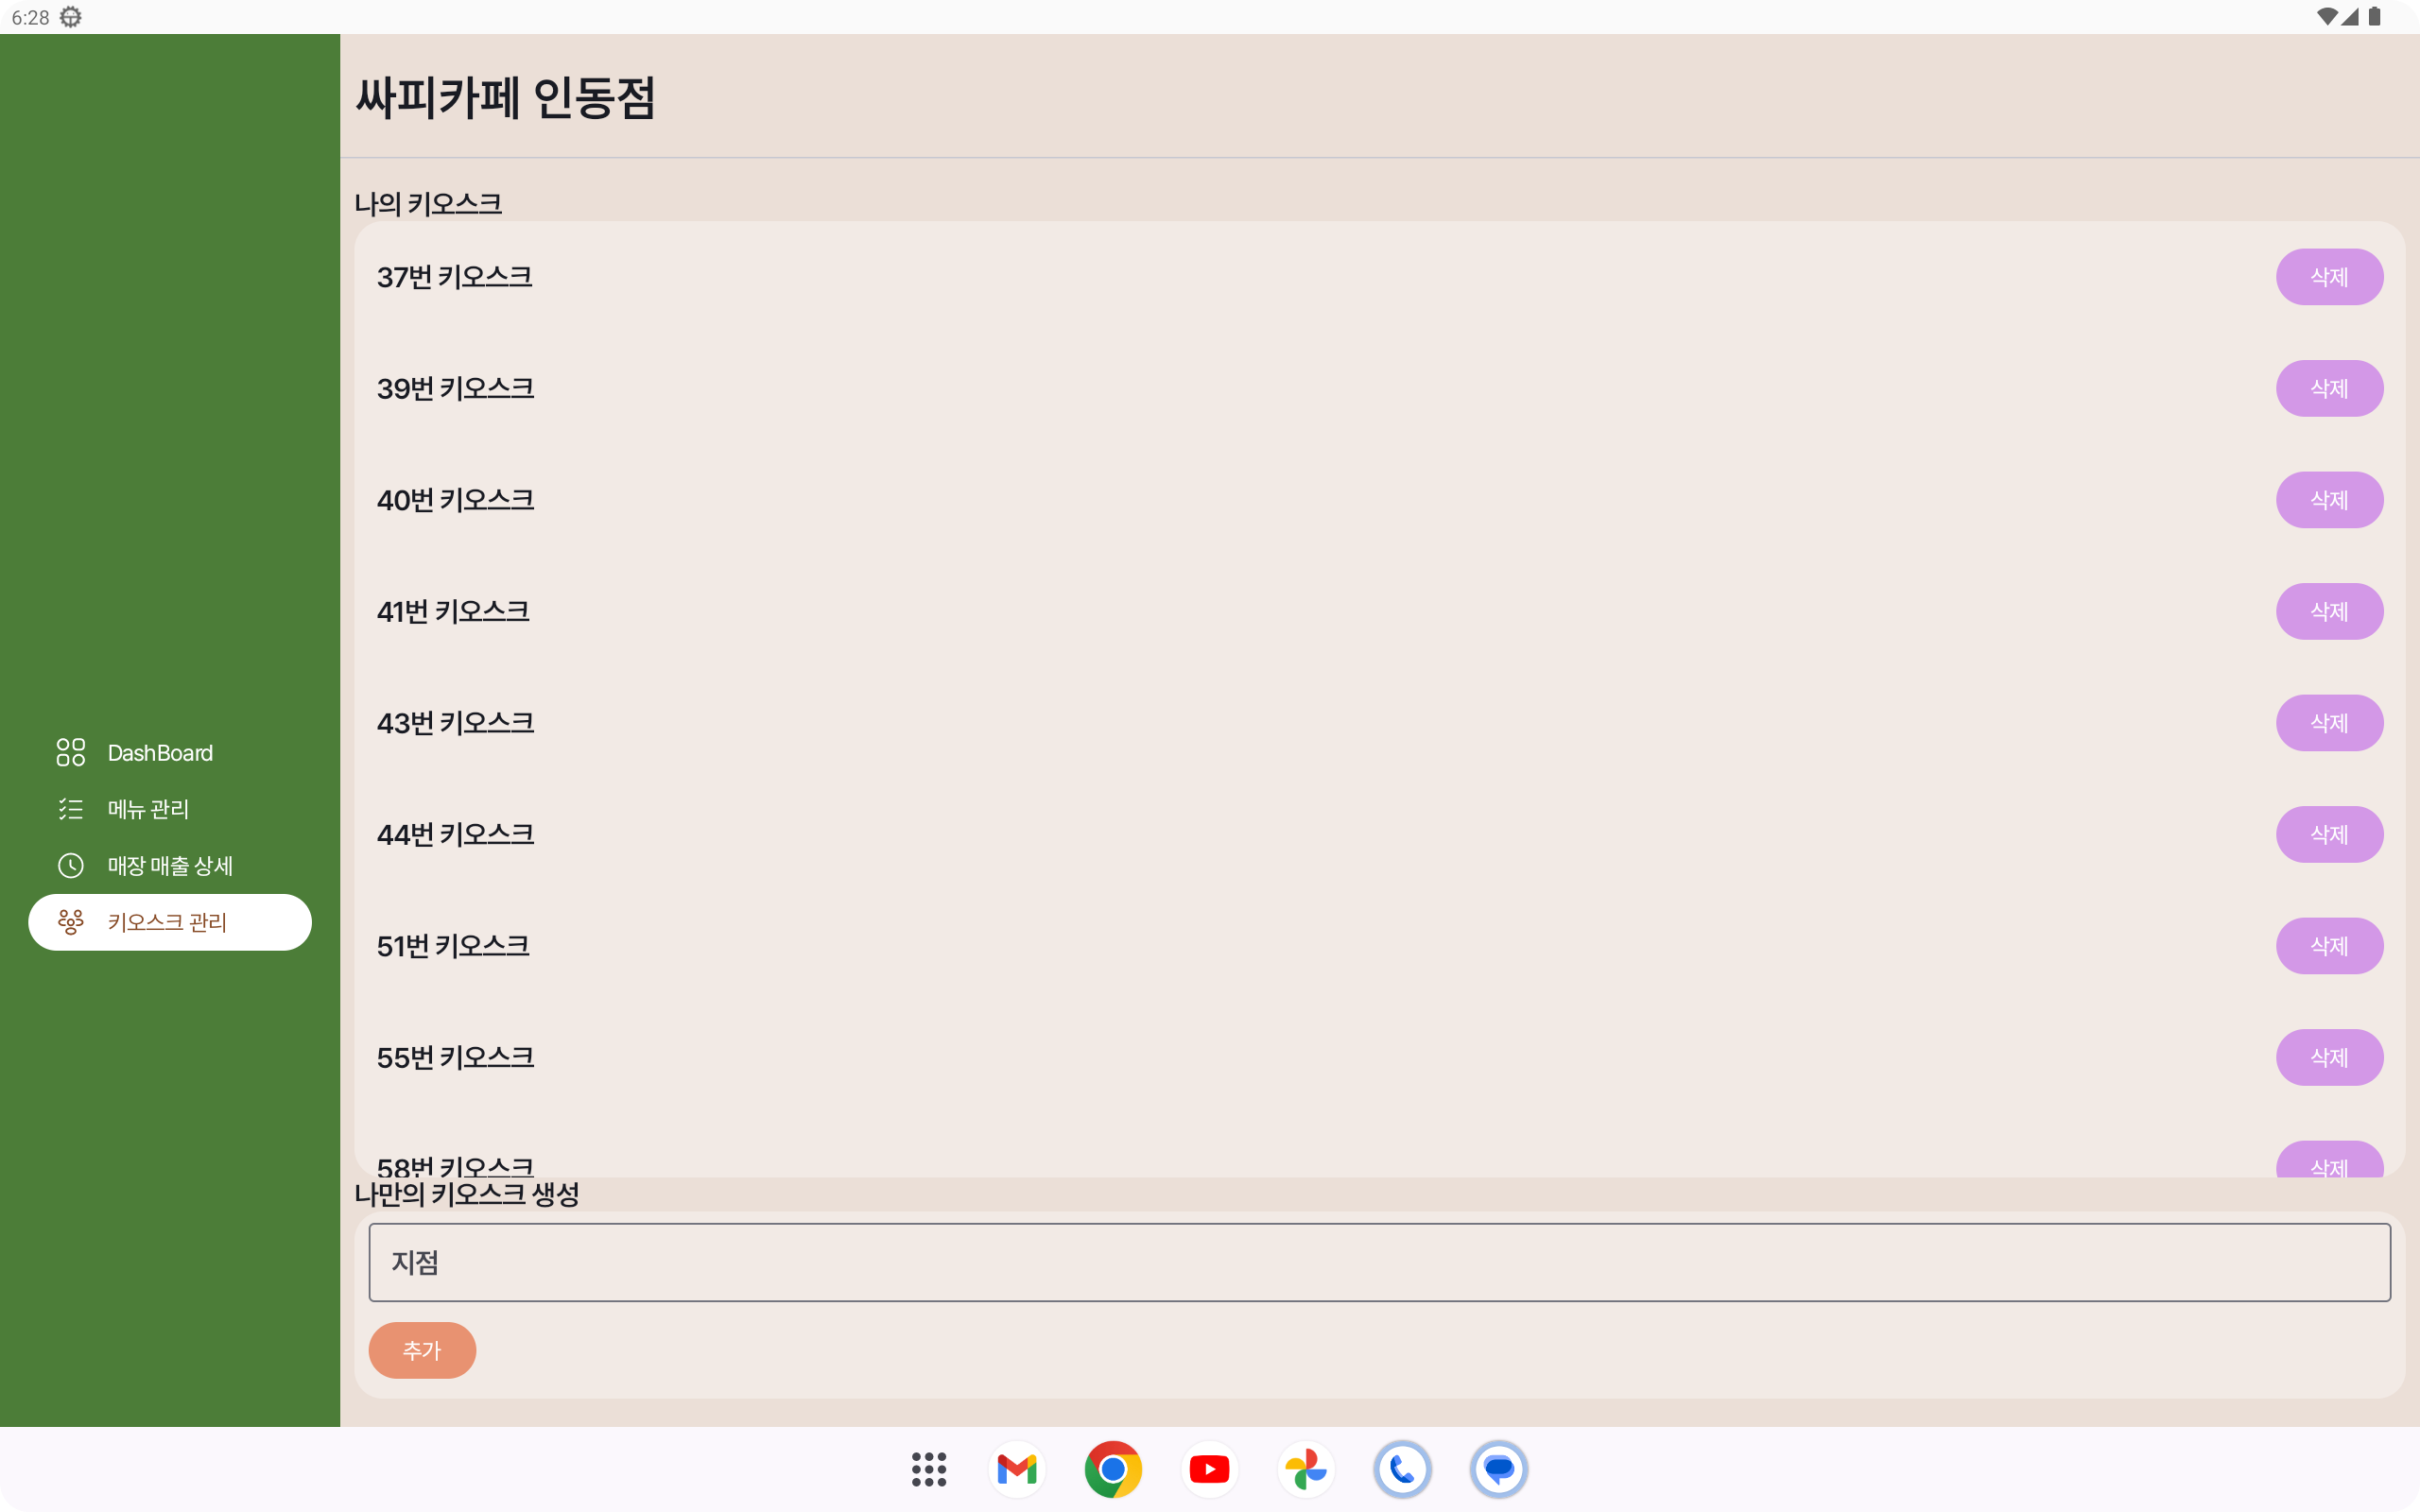 6:28
싸피카페 인동점
나의 키오스크
37번 키오스크 삭제
39번 키오스크 삭제
40번 키오스크 삭제
41번 키오스크 삭제
43번 키오스크 삭제
44번 키오스크 삭제
51번 키오스크 삭제
55번 키오스크 삭제
58번 키오스크 삭제
DashBoard
메뉴 관리
매장 매출 상세
키오스크 관리
나만의 키오스크 생성
지점
추가